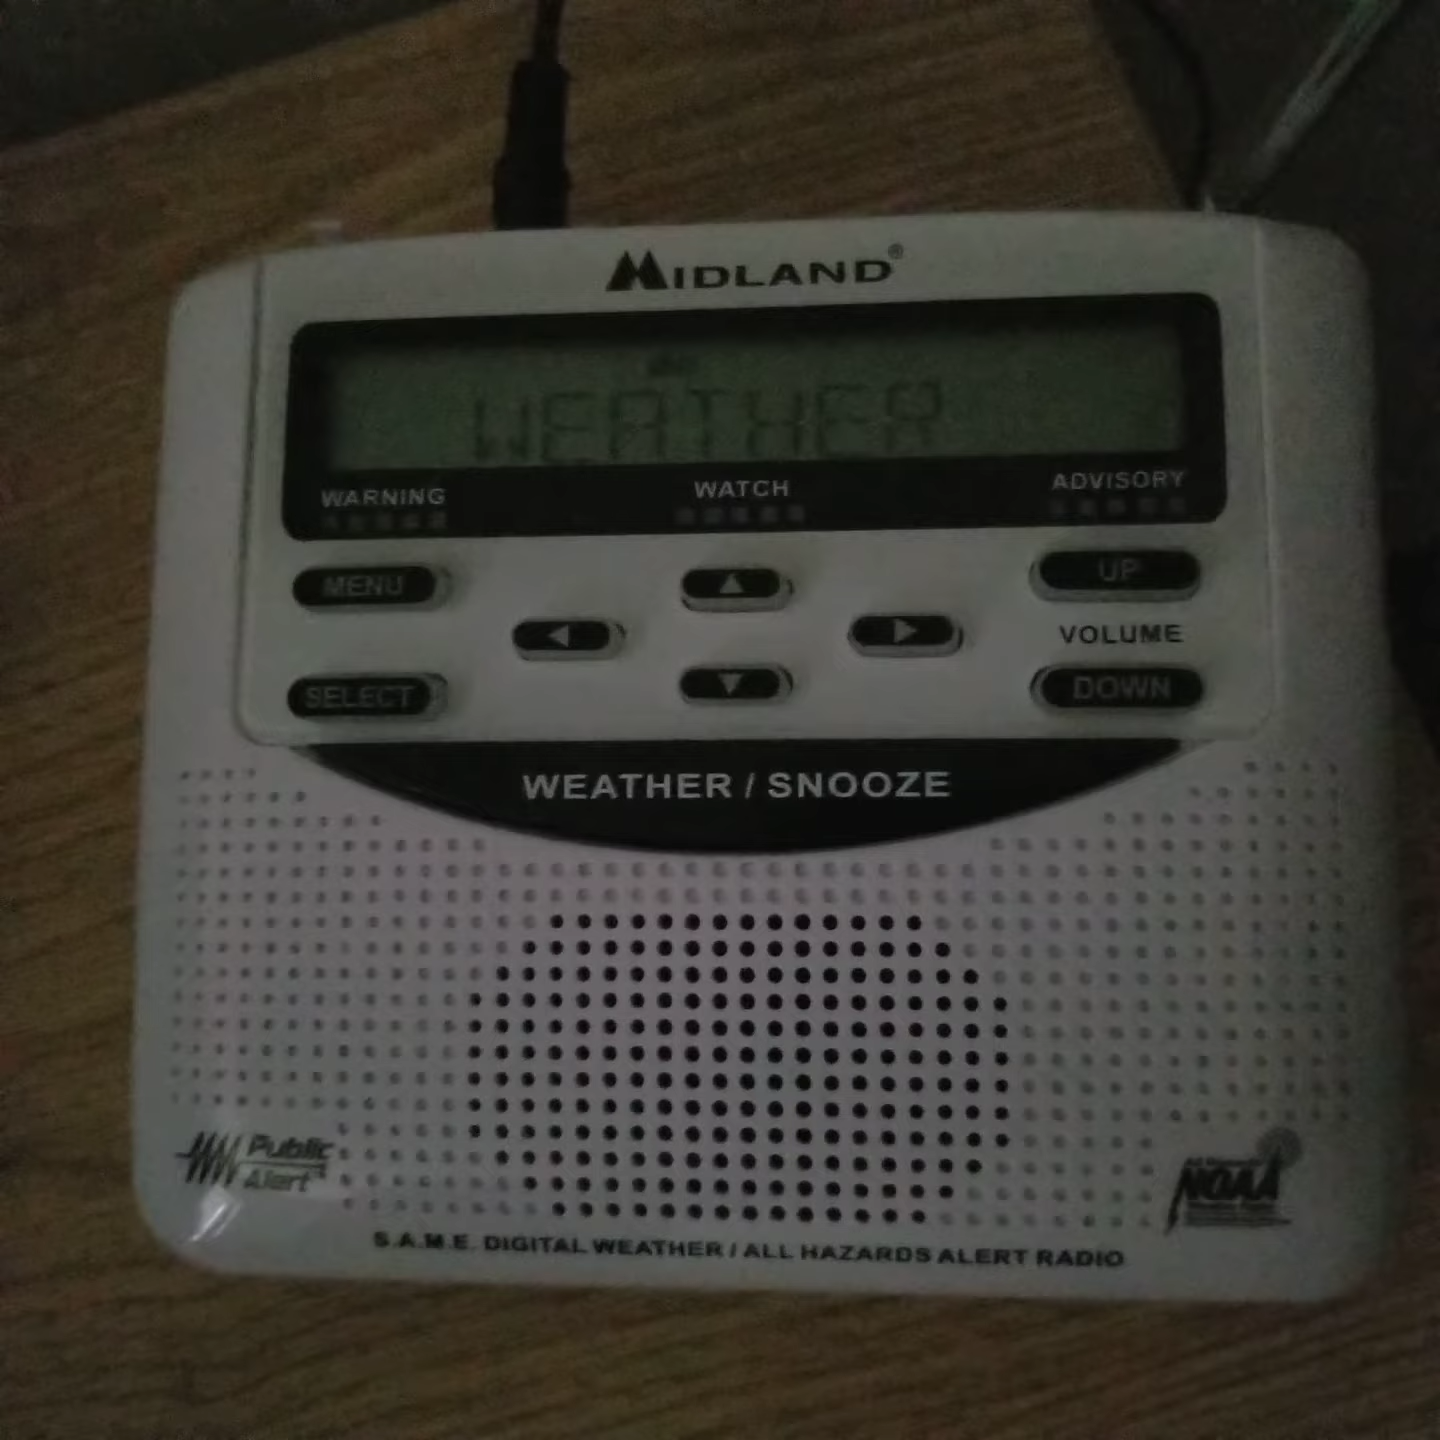 MIDLAND®
WEATHER
WARNING
WATCH
ADVISORY
MENU
UP
VOLUME
SELECT
DOWN
WEATHER / SNOOZE
Public
Alert
NOAA
S.A.M.E. DIGITAL WEATHER / ALL HAZARDS ALERT RADIO